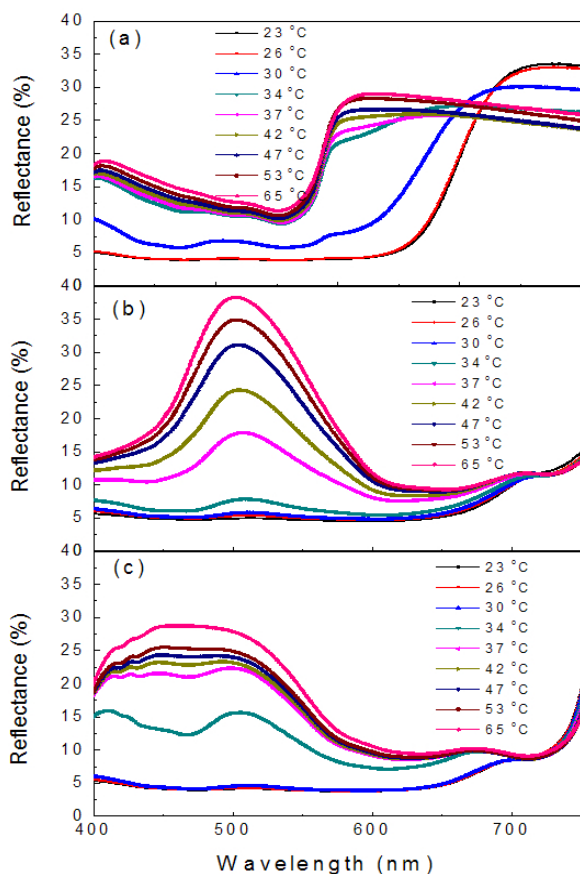 40
(a)
23 °C
26 °C
30 °C
34 °C
37 °C
42 °C
47 °C
53 °C
65 °C
35
30
25
20
15
10
5
Reflectance (%)
40
(b)
23 °C
26 °C
30 °C
34 °C
37 °C
42 °C
47 °C
53 °C
65 °C
35
30
25
20
15
10
5
Reflectance (%)
40
(c)
23 °C
26 °C
30 °C
34 °C
37 °C
42 °C
47 °C
53 °C
65 °C
35
30
25
20
15
10
5
0
Reflectance (%)
400 500 600 700
Wavelength (nm)